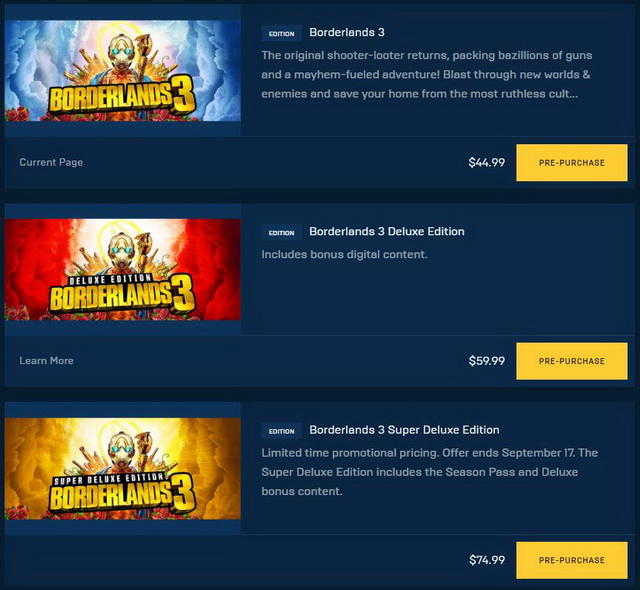 BORDERLANDS 3
EDITION Borderlands 3
The original shooter-looter returns, packing bazillions of guns
and a mayhem-fueled adventure! Blast through new worlds &
enemies and save your home from the most ruthless cult...
Current Page
$44.99 PRE-PURCHASE
DELUXE EDITION
BORDERLANDS 3
EDITION Borderlands 3 Deluxe Edition
Includes bonus digital content.
Learn More
$59.99 PRE-PURCHASE
SUPER DELUXE EDITION
BORDERLANDS 3
EDITION Borderlands 3 Super Deluxe Edition
Limited time promotional pricing. Offer ends September 17. The
Super Deluxe Edition includes the Season Pass and Deluxe
bonus content.
$74.99 PRE-PURCHASE